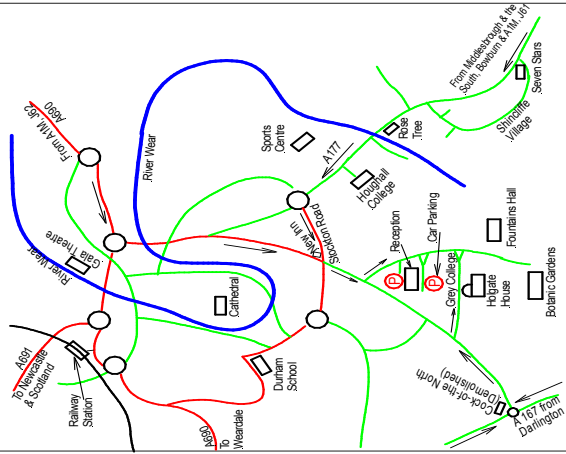 From A1M, J62
A690
River Wear
Gala Theatre
.River Wear
Sports
.Centre
A177
From Middlesbrough & the
.South, Bowburn & A1M. J61
.Seven Stars
Shincliffe
.Village
Rose
.Tree
Houghall
.College
New Inn
.Stockton Road
Reception
.Car Parking
P
P
Grey College
Fountains Hall
Holgate
.House
Botanic Gardens
.Cathedral
A691
To Newcastle
& Scotland
Railway
Station
Durham
School
A690
To
.Weardale
Cock-of-the North
.(Demolished)
A 167 from
Darlington